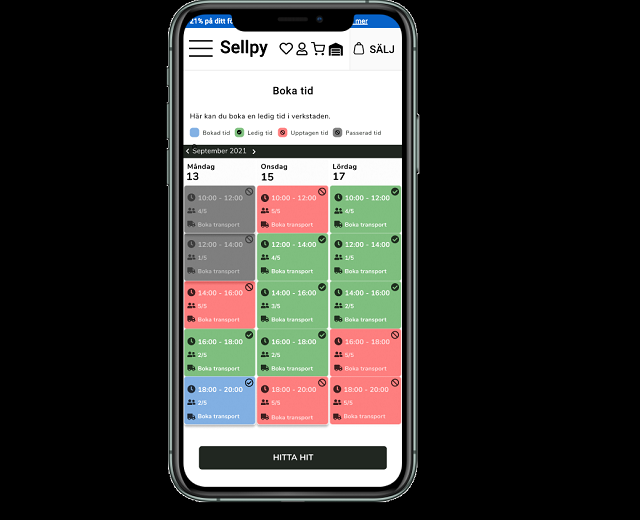 21% på ditt fö
mer
Sellpy
SÄLJ
Boka tid
Här kan du boka en ledig tid i verkstaden.
Bokad tid Ledig tid Upptagen tid Passerad tid
September 2021
Måndag Onsdag Lördag
13 15 17
10:00 - 12:00 10:00 - 12:00 10:00 - 12:00
4/5 5/5 4/5
Boka transport Boka transport Boka transport
12:00 - 14:00 12:00 - 14:00 12:00 - 14:00
1/5 4/5 1/5
Boka transport Boka transport Boka transport
14:00 - 16:00 14:00 - 16:00 14:00 - 16:00
5/5 3/5 2/5
Boka transport Boka transport Boka transport
16:00 - 18:00 16:00 - 18:00 16:00 - 18:00
2/5 2/5 5/5
Boka transport Boka transport Boka transport
18:00 - 20:00 18:00 - 20:00 18:00 - 20:00
2/5 5/5 5/5
Boka transport Boka transport Boka transport
HITTA HIT